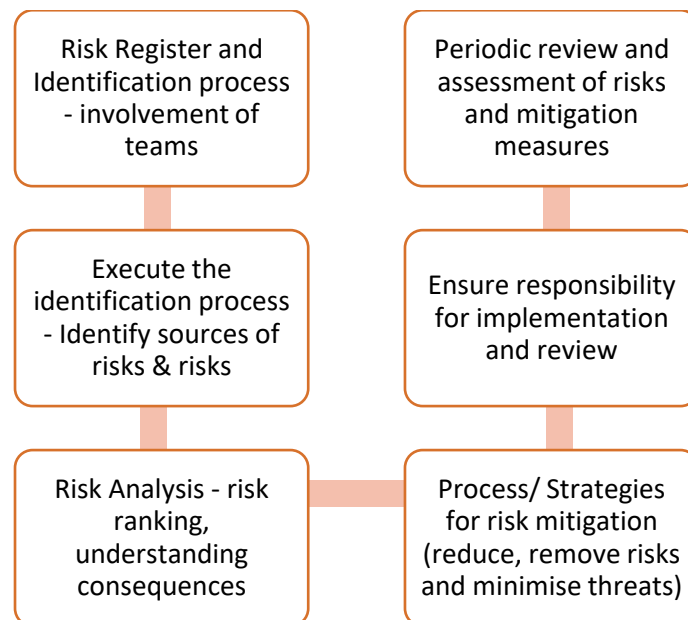 Risk Register and
Identification process
- involvement of
teams
Execute the
identification process
- Identify sources of
risks & risks
Risk Analysis - risk
ranking,
understanding
consequences
Process/ Strategies
for risk mitigation
(reduce, remove risks
and minimise threats)
Ensure responsibility
for implementation
and review
Periodic review and
assessment of risks
and mitigation
measures